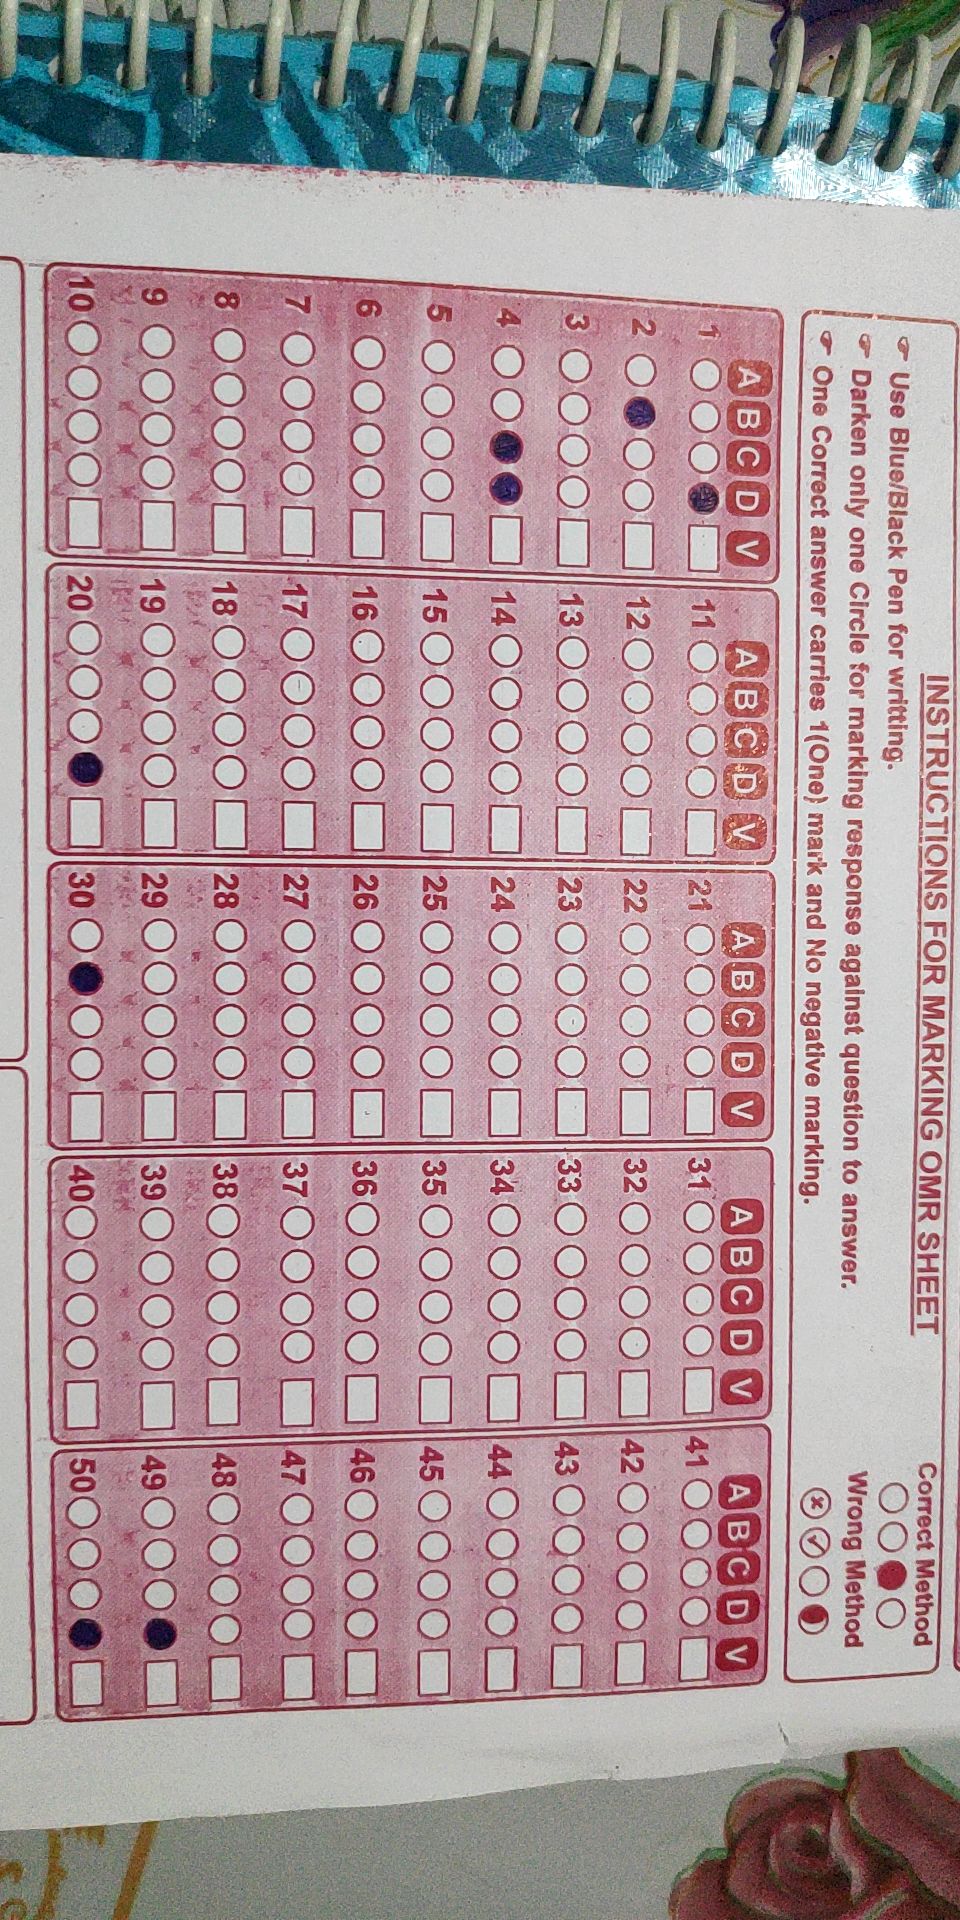 INSTRUCTIONS FOR MARKING OMR SHEET
Use Blue/Black Pen for writting.
Darken only one Circle for marking response against question to answer.
One Correct answer carries 1(One) mark and No negative marking.
Correct Method
Wrong Method
A B C D V A B C D V A B C D V A B C D V A B C D V
1 11 21 31 41
2 12 22 32 42
3 13 23 33 43
4 14 24 34 44
5 15 25 35 45
6 16 26 36 46
7 17 27 37 47
8 18 28 38 48
9 19 29 39 49
10 20 30 40 50